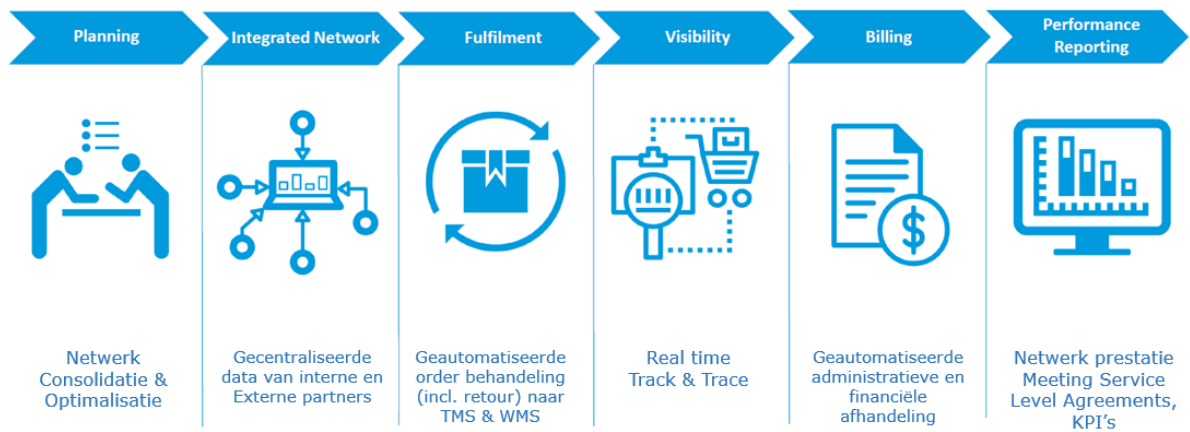 Planning
Integrated Network
Fulfilment
Visibility
Billing
Performance
Reporting
Netwerk
Consolidatie &
Optimalisatie
Gecentraliseerde
data van interne en
Externe partners
Geautomatiseerde
order behandeling
(incl. retour) naar
TMS & WMS
Real time
Track & Trace
Geautomatiseerde
administratieve en
financiële
afhandeling
Netwerk prestatie
Meeting Service
Level Agreements,
KPI's